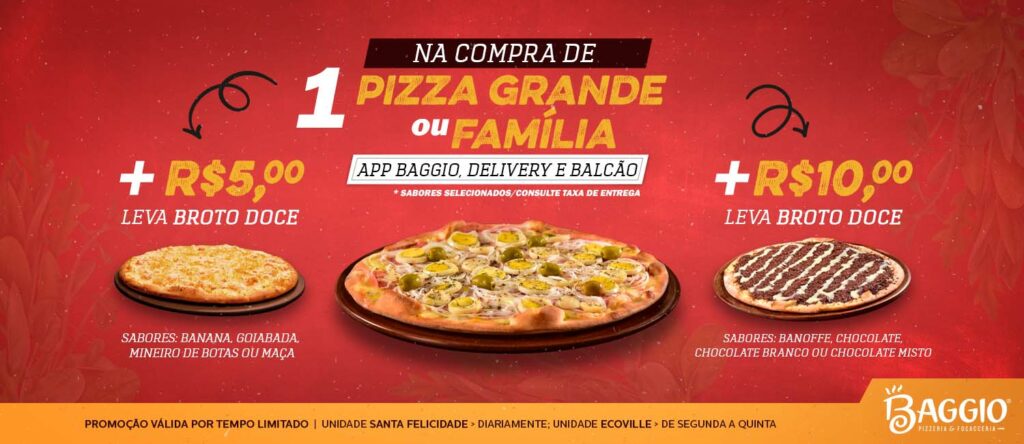 NA COMPRA DE
1 PIZZA GRANDE
ou FAMÍLIA
APP BAGGIO, DELIVERY E BALCÃO
* SABORES SELECIONADOS/CONSULTE TAXA DE ENTREGA
+ R$5,00
LEVA BROTO DOCE
SABORES: BANANA, GOIABADA,
MINEIRO DE BOTAS OU MAÇA
+ R$10,00
LEVA BROTO DOCE
SABORES: BANOFFE, CHOCOLATE,
CHOCOLATE BRANCO OU CHOCOLATE MISTO
PROMOÇÃO VÁLIDA POR TEMPO LIMITADO | UNIDADE SANTA FELICIDADE > DIARIAMENTE; UNIDADE ECOVILLE > DE SEGUNDA A QUINTA
BAGGIO®
PIZZERIA & FOCACCERIA